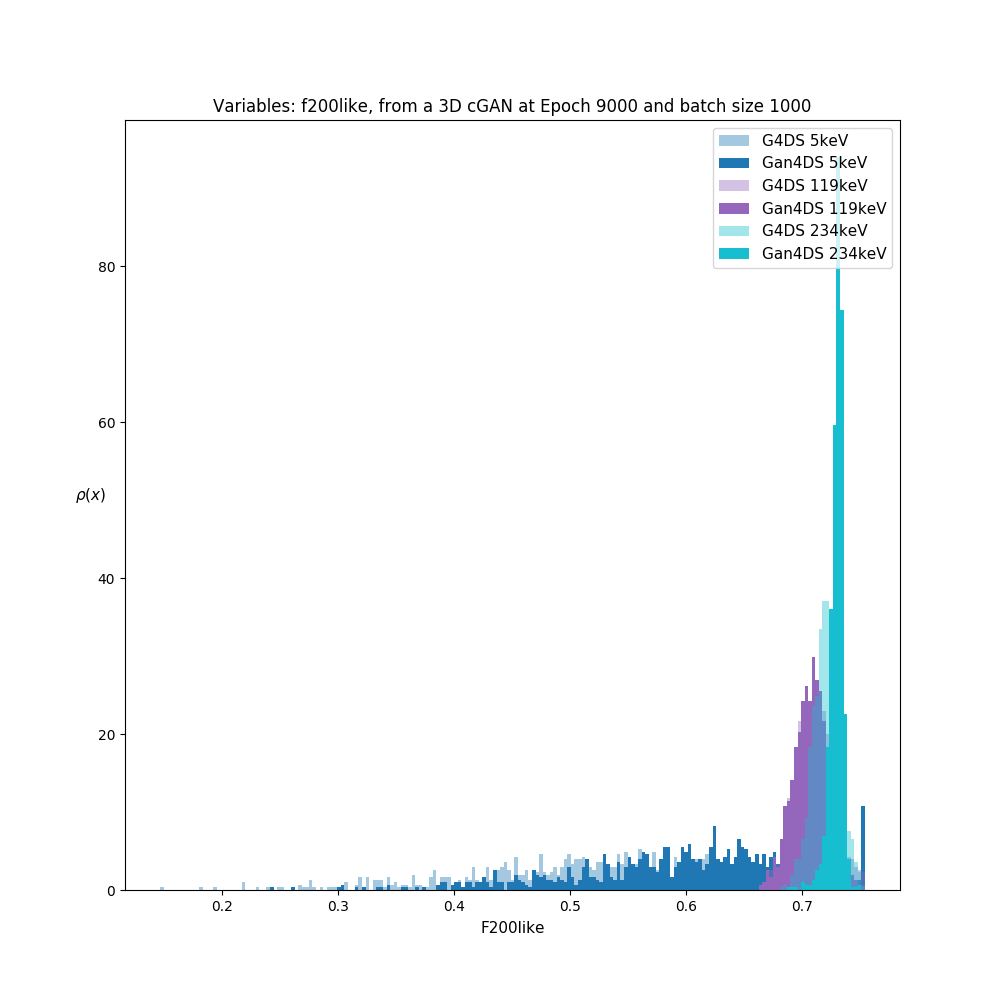 Variables: f200like, from a 3D cGAN at Epoch 9000 and batch size 1000
G4DS 5keV
Gan4DS 5keV
G4DS 119keV
Gan4DS 119keV
G4DS 234keV
Gan4DS 234keV
80
60
ρ(x)
40
20
0
0.2 0.3 0.4 0.5 0.6 0.7
F200like